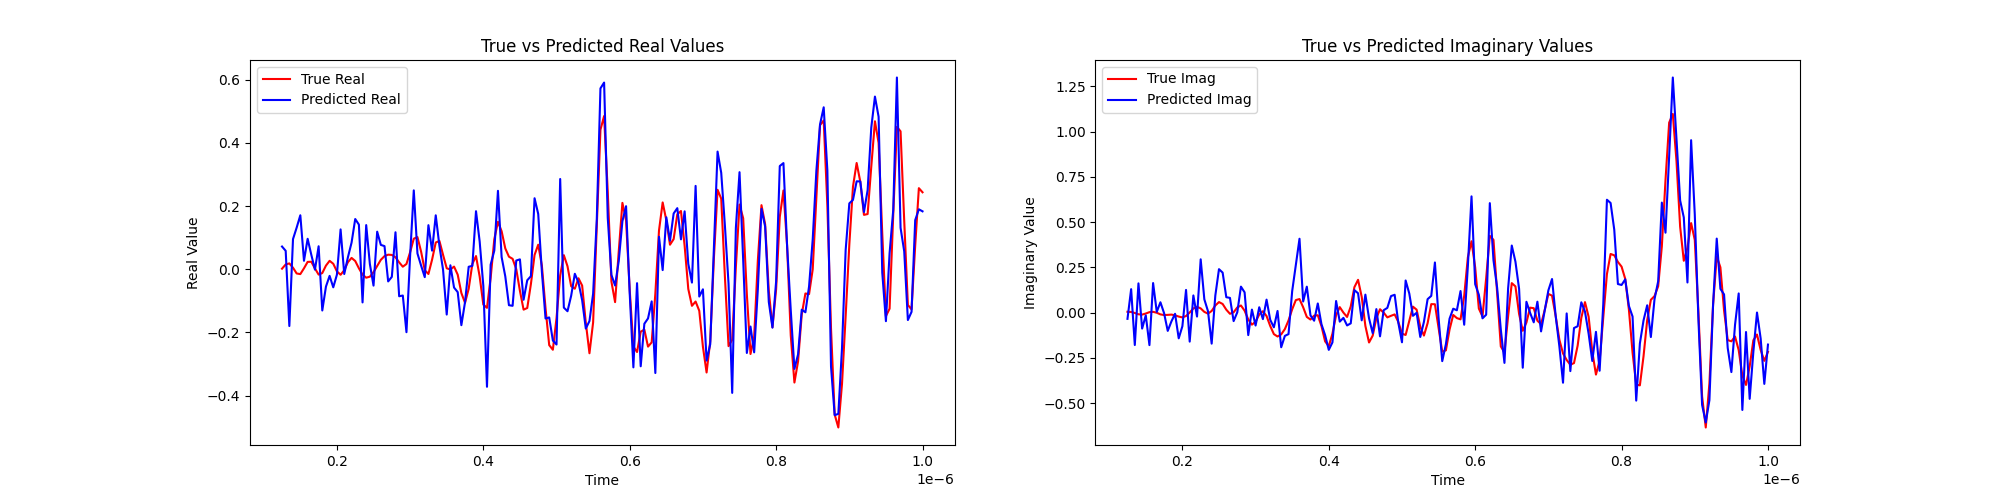 True vs Predicted Real Values
True Real
Predicted Real
Real Value
0.6
0.4
0.2
0.0
−0.2
−0.4
0.2
0.4
0.6
0.8
1.0
1e−6
Time
True vs Predicted Imaginary Values
True Imag
Predicted Imag
Imaginary Value
1.25
1.00
0.75
0.50
0.25
0.00
−0.25
−0.50
0.2
0.4
0.6
0.8
1.0
1e−6
Time